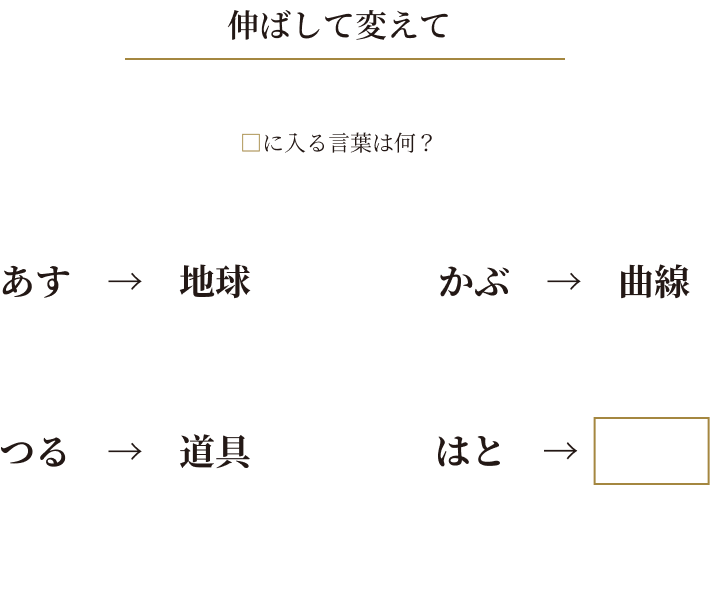 伸ばして変えて
□に入る言葉は何？
あす → 地球 かぶ → 曲線
つる → 道具 はと → □